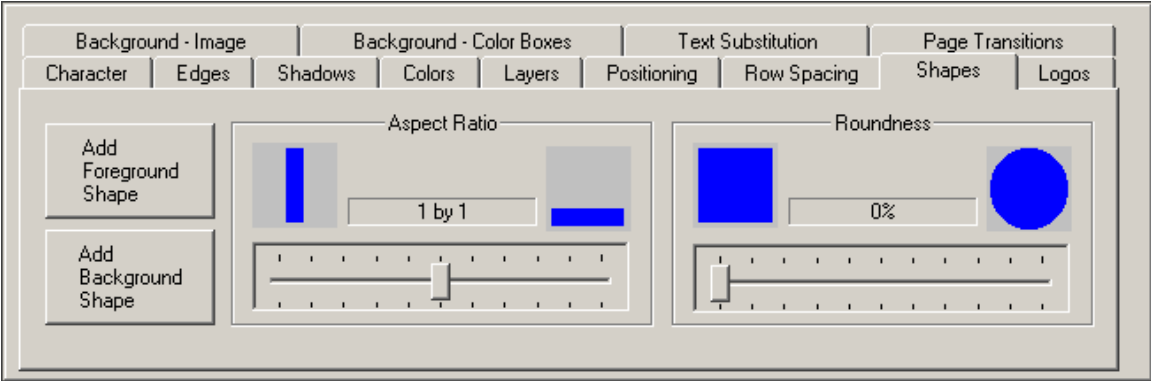 Background - Image Background - Color Boxes Text Substitution Page Transitions
Character Edges Shadows Colors Layers Positioning Row Spacing Shapes Logos
Add
Foreground
Shape
Add
Background
Shape
Aspect Ratio
1 by 1
Roundness
0%